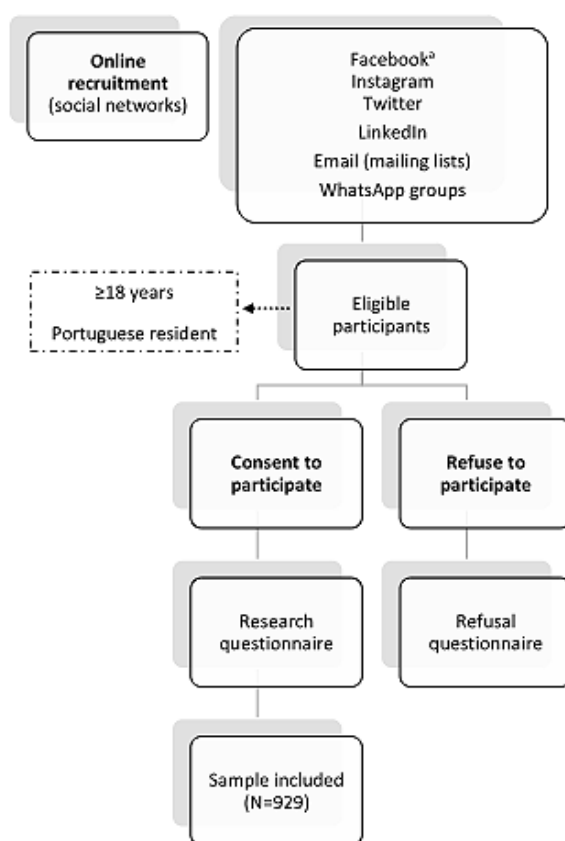 Online
recruitment
(social networks)
Facebookᵃ
Instagram
Twitter
LinkedIn
Email (mailing lists)
WhatsApp groups
≥18 years
Portuguese resident
Eligible
participants
Consent to
participate
Refuse to
participate
Research
questionnaire
Refusal
questionnaire
Sample included
(N=929)